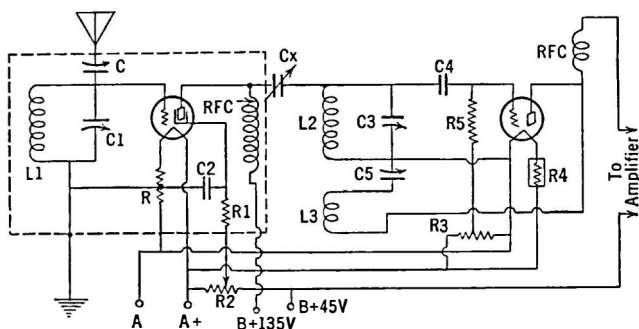 C
Cx
C4
RFC
RFC
L1
C1
L2
C3
R5
C5
R4
C2
R
R1
L3
R3
R2
To
Amplifier
A
A+
B+135V
B+45V